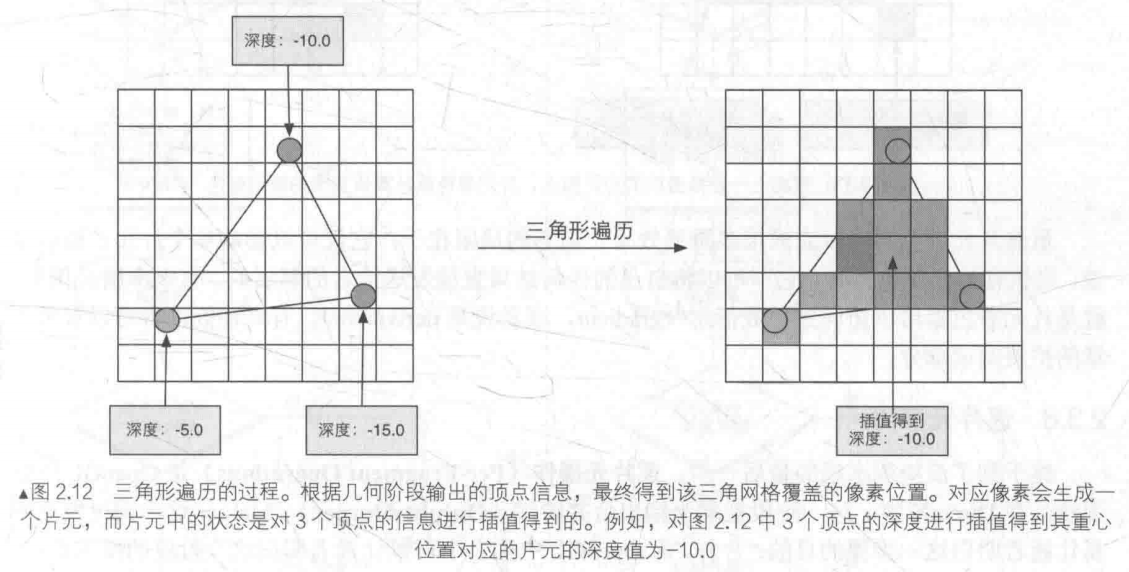 深度：-10.0
三角形遍历
深度：-5.0
深度：-15.0
插值得到
深度：-10.0
▲图 2.12 三角形遍历的过程。根据几何阶段输出的顶点信息，最终得到该三角网格覆盖的像素位置。对应像素会生成一
个片元，而片元中的状态是对 3 个顶点的信息进行插值得到的。例如，对图 2.12 中 3 个顶点的深度进行插值得到其重心
位置对应的片元的深度值为-10.0